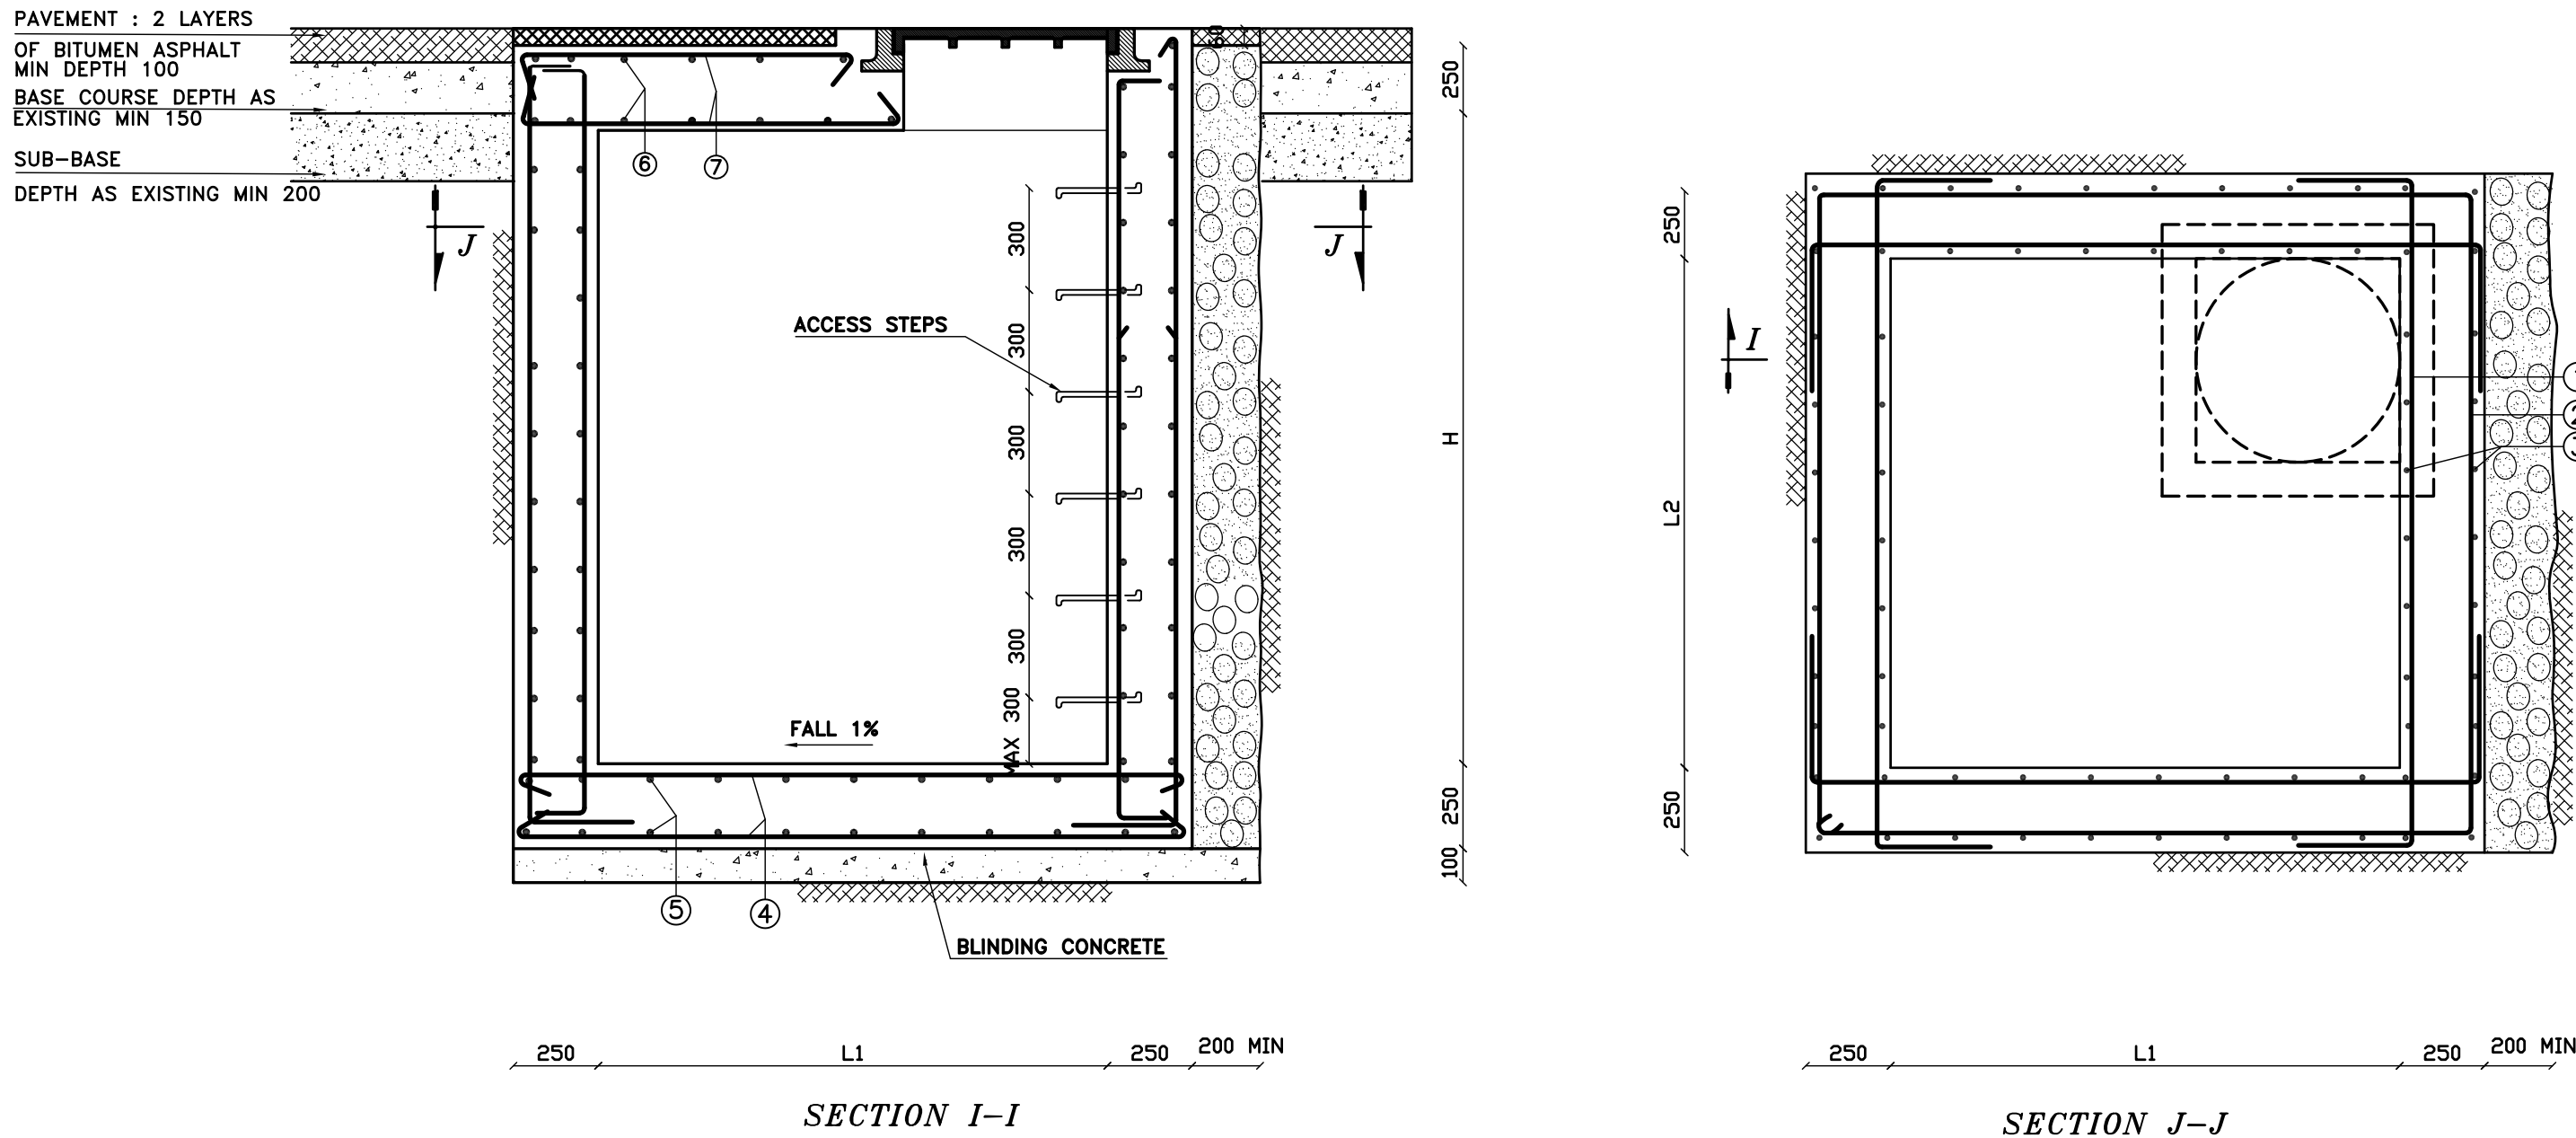 PAVEMENT : 2 LAYERS
OF BITUMEN ASPHALT
MIN DEPTH 100
BASE COURSE DEPTH AS
EXISTING MIN 150
SUB-BASE
DEPTH AS EXISTING MIN 200
J
J
6
7
60
250
H
250
100
300
300
300
300
300
MAX 300
ACCESS STEPS
FALL 1%
5
4
BLINDING CONCRETE
250
L1
250
200 MIN
SECTION I-I
250
L2
250
I
2
250
L1
250
200 MIN
SECTION J-J